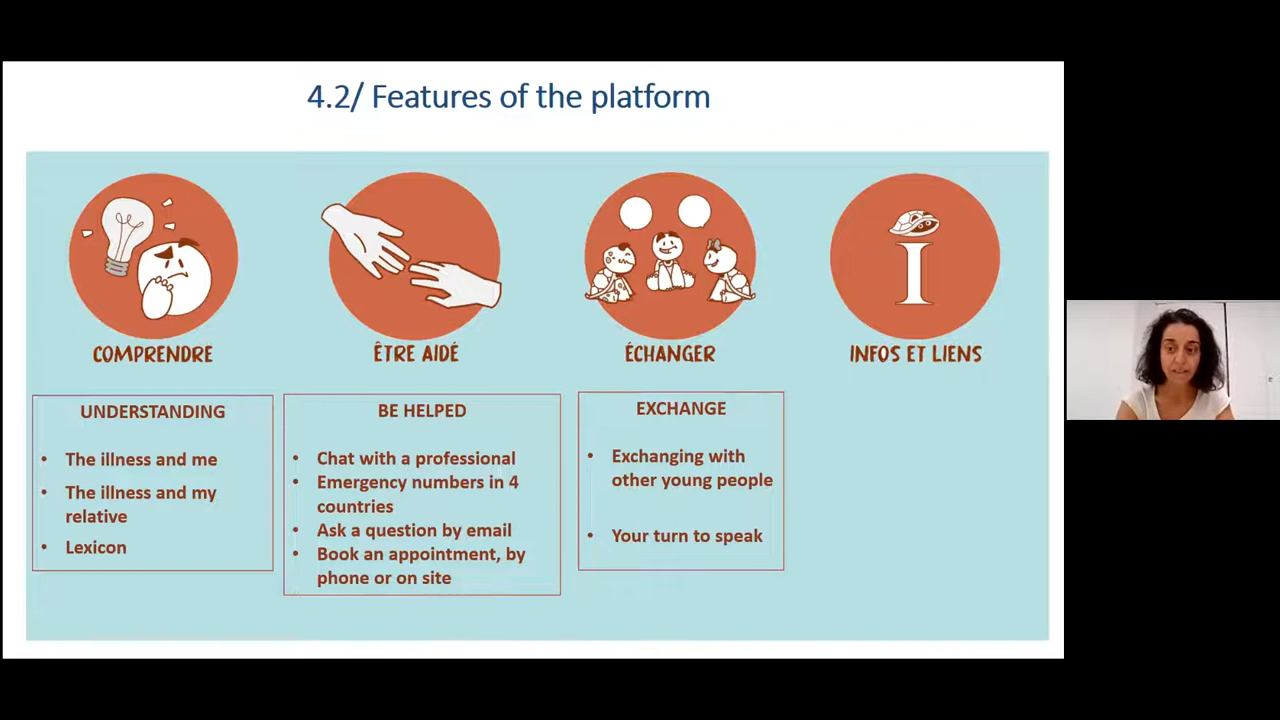 4.2/ Features of the platform
COMPRENDRE
ÊTRE AIDÉ
ÉCHANGER
I
INFOS ET LIENS
UNDERSTANDING
• The illness and me
• The illness and my
relative
• Lexicon
BE HELPED
• Chat with a professional
• Emergency numbers in 4
countries
• Ask a question by email
• Book an appointment, by
phone or on site
EXCHANGE
• Exchanging with
other young people
• Your turn to speak